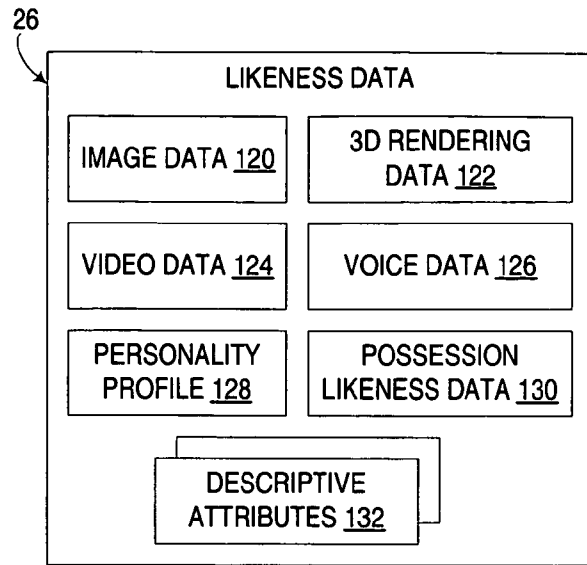 26
LIKENESS DATA
IMAGE DATA 120
3D RENDERING
DATA 122
VIDEO DATA 124
VOICE DATA 126
PERSONALITY
PROFILE 128
POSSESSION
LIKENESS DATA 130
DESCRIPTIVE
ATTRIBUTES 132